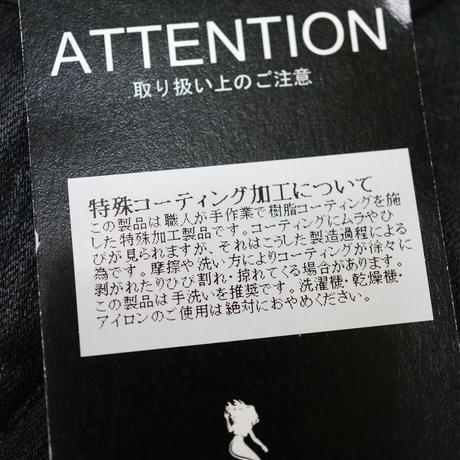 ATTENTION
取り扱い上のご注意
特殊コーティング加工について
この製品は職人が手作業で樹脂コーティングを施
した特殊加工製品です。コーティングにムラやひ
びが見られますが、それはこうした製造過程による
為です。摩擦や洗い方によりコーティングが徐々に
剥がれたりひび割れ・掠れてくる場合があります。
この製品は手洗いを推奨です。洗濯機・乾燥機・
アイロンのご使用は絶対におやめください。